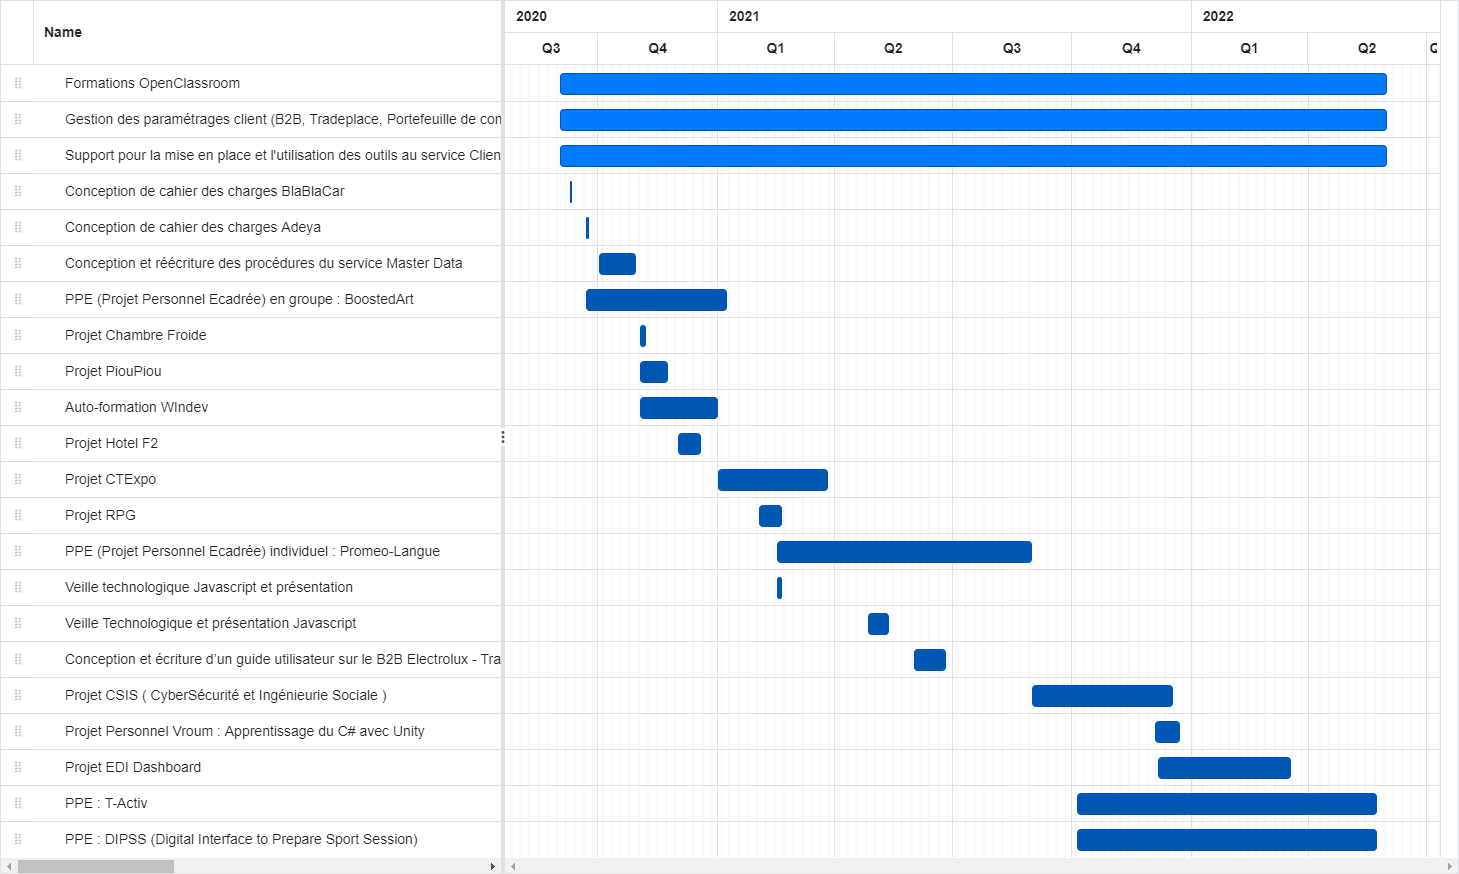 2020 2021 2022
Name
Q3 Q4 Q1 Q2 Q3 Q4 Q1 Q2
Formations OpenClassroom
Gestion des paramétrages client (B2B, Tradeplace, Portefeuille de con
Support pour la mise en place et l'utilisation des outils au service Clien
Conception de cahier des charges BlaBlaCar
Conception de cahier des charges Adeya
Conception et réécriture des procédures du service Master Data
PPE (Projet Personnel Ecadrée) en groupe : BoostedArt
Projet Chambre Froide
Projet PiouPiou
Auto-formation WIndev
Projet Hotel F2
Projet CTExpo
Projet RPG
PPE (Projet Personnel Ecadrée) individuel : Promeo-Langue
Veille technologique Javascript et présentation
Veille Technologique et présentation Javascript
Conception et écriture d’un guide utilisateur sur le B2B Electrolux - Tra
Projet CSIS ( CyberSécurité et Ingénieurie Sociale )
Projet Personnel Vroum : Apprentissage du C# avec Unity
Projet EDI Dashboard
PPE : T-Activ
PPE : DIPSS (Digital Interface to Prepare Sport Session)